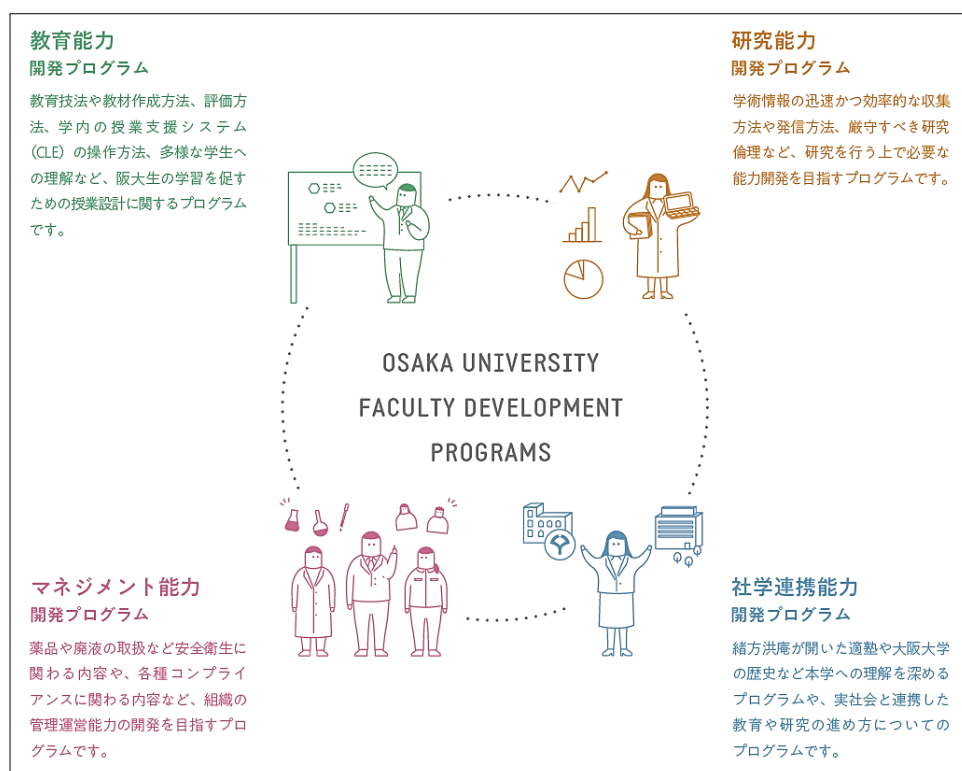 教育能力
開発プログラム
教育技法や教材作成方法、評価方
法、学内の授業支援システム
（CLE）の操作方法、多様な学生へ
の理解など、阪大生の学習を促す
ための授業設計に関するプログラム
です。
研究能力
開発プログラム
学術情報の迅速かつ効率的な収集
方法や発信方法、厳守すべき研究
倫理など、研究を行う上で必要な
能力開発を目指すプログラムです。
OSAKA UNIVERSITY
FACULTY DEVELOPMENT
PROGRAMS
マネジメント能力
開発プログラム
薬品や廃液の取扱など安全衛生に
関わる内容や、各種コンプライ
アンスに関わる内容など、組織の
管理運営能力の開発を目指すプロ
グラムです。
社学連携能力
開発プログラム
緒方洪庵が開いた適塾や大阪大学
の歴史など本学への理解を深める
プログラムや、実社会と連携した
教育や研究の進め方についての
プログラムです。